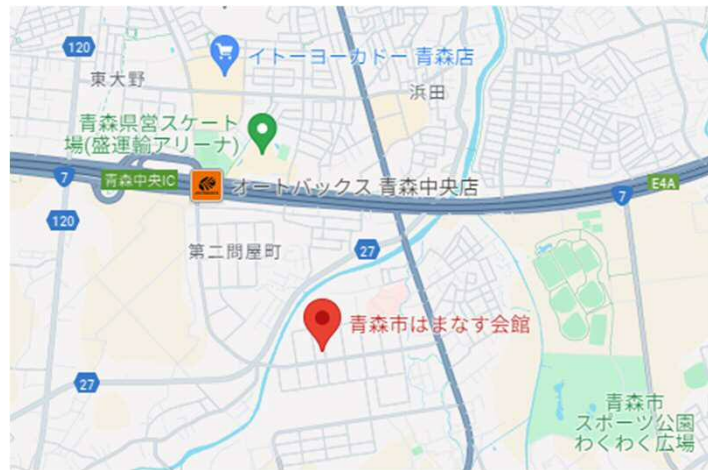 120
イトーヨーカドー 青森店
東大野
浜田
青森県営スケート
場(盛運輸アリーナ)
7
青森中央IC
オートバックス 青森中央店
E4A
7
120
第二問屋町
27
青森市はまなす会館
27
青森市
スポーツ公園
わくわく広場